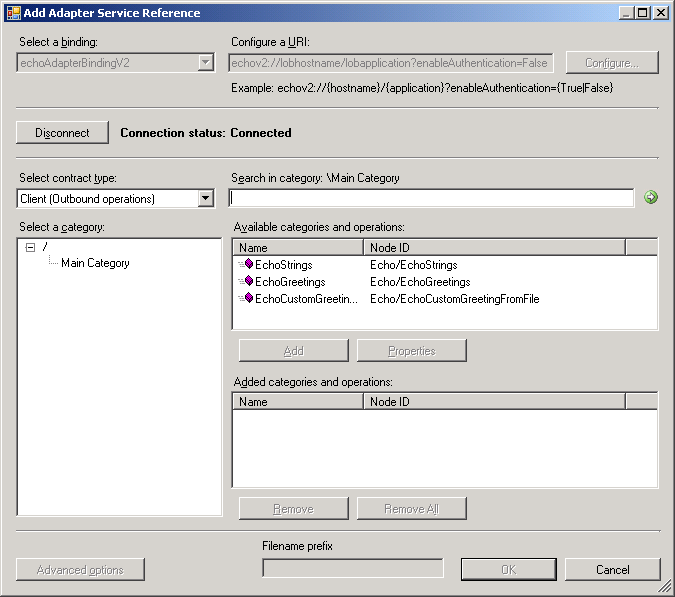 Add Adapter Service Reference
Select a binding:
Configure a URI:
echoAdapterBindingV2
echov2://lobhostname/lobapplication?enableAuthentication=False
Configure...
Example: echov2://{hostname}/{application}?enableAuthentication={True|False}
Disconnect
Connection status: Connected
Select contract type:
Search in category: \Main Category
Client (Outbound operations)
Select a category:
Available categories and operations:
/
Main Category
Name Node ID
EchoStrings Echo/EchoStrings
EchoGreetings Echo/EchoGreetings
EchoCustomGreetin... Echo/EchoCustomGreetingFromFile
Add
Properties
Added categories and operations:
Name Node ID
Remove
Remove All
Filename prefix
Advanced options
OK
Cancel